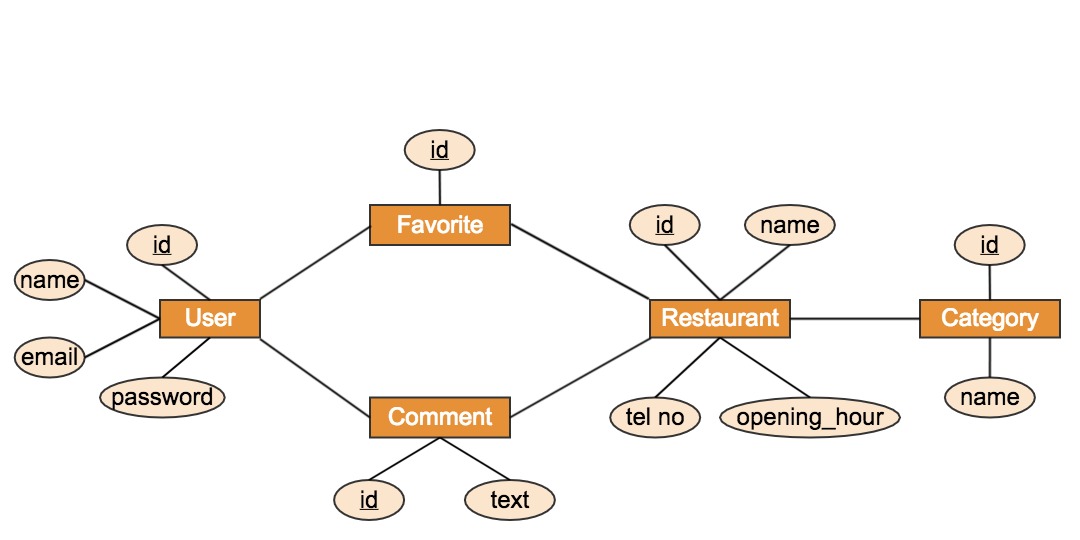 id
Favorite
id
name
id
id
name
User
Restaurant
Category
email
password
Comment
tel no
opening_hour
name
id
text